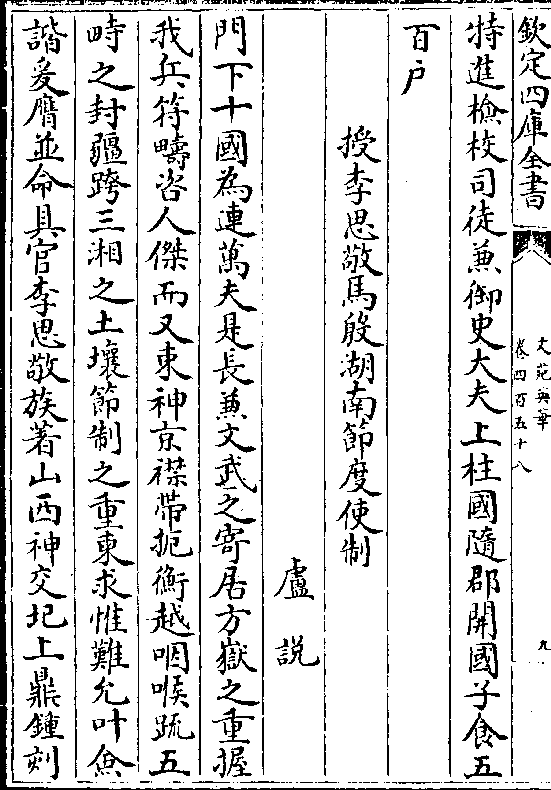 欽定四庫全書
文苑英華
卷四百五十八
九
特進檢校司徒兼御史大夫上柱國隨郡開國子食五
百户
授李思敬馬殷湖南節度使制
盧說
門下十國為連萬夫是長兼文武之寄居方嶽之重握
我兵符疇咨人傑而又東神京襟帶扼衡越咽喉䟽五
畤之封疆跨三湘之土壤節制之重柬求惟難允叶僉
諧爰膺並命具官李思敬族著山西神交圯上鼎鍾刻